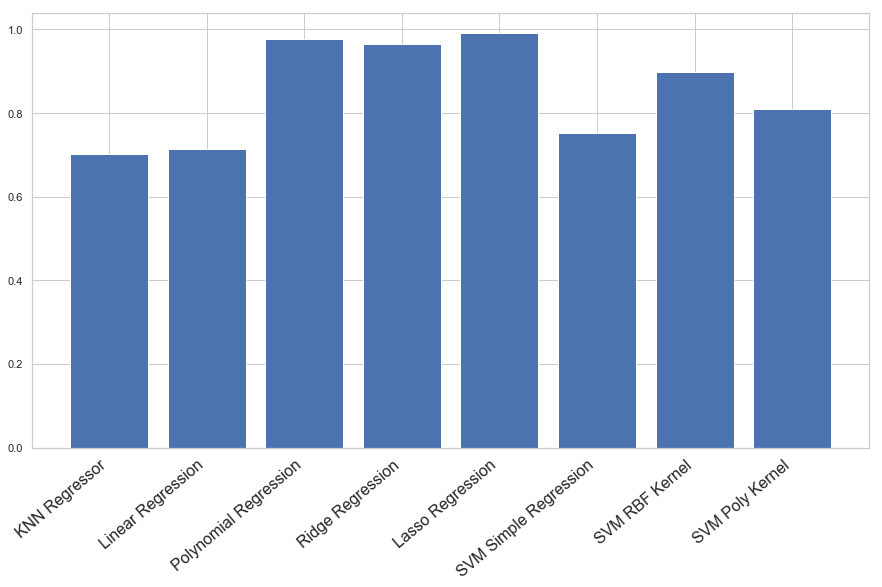 1.0
0.8
0.6
0.4
0.2
0.0
KNN Regressor
Linear Regression
Polynomial Regression
Ridge Regression
Lasso Regression
SVM Simple Regression
SVM RBF Kernel
SVM Poly Kernel